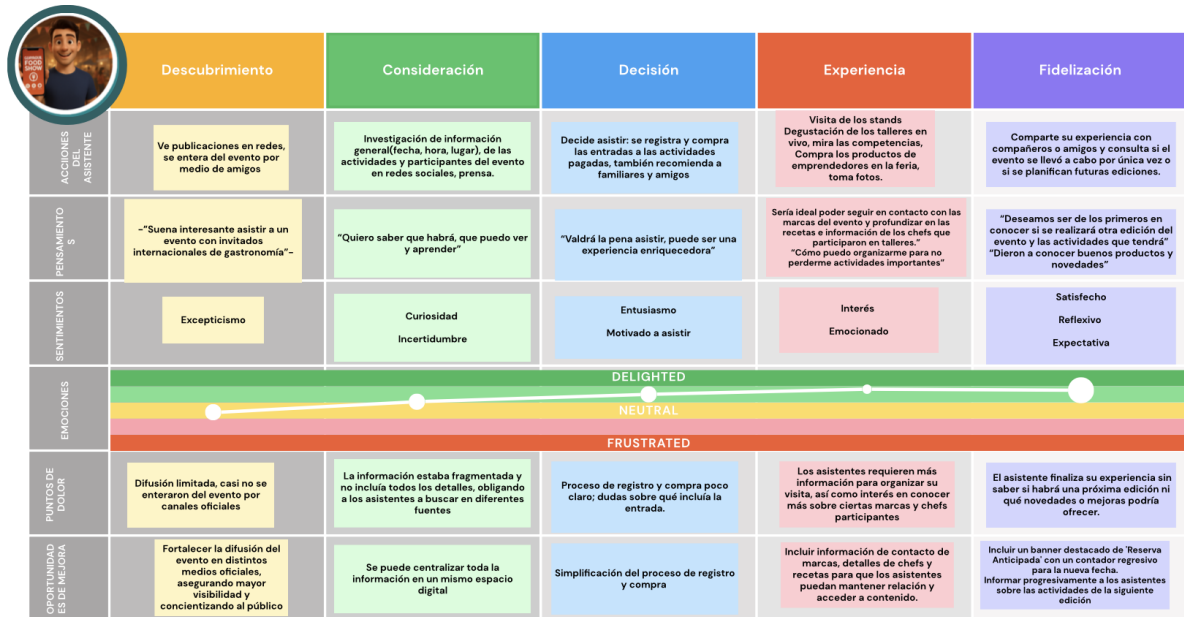 SUMMER
FOOD
SHOW
Descubrimiento
Consideración
Decisión
Experiencia
Fidelización
ACCIONES
DEL
ASISTENTE
Ve publicaciones en redes,
se entera del evento por
medio de amigos
Investigación de información
general(fecha, hora, lugar), de las
actividades y participantes del evento
en redes sociales, prensa.
Decide asistir: se registra y compra
las entradas a las actividades
pagadas, también recomienda a
familiares y amigos
Visita de los stands
Degustación de los talleres en
vivo, mira las competencias,
Compra los productos de
emprendedores en la feria,
toma fotos.
Comparte su experiencia con
compañeros o amigos y consulta si el
evento se llevó a cabo por única vez o
si se planifican futuras ediciones.
PENSAMIENTO
S
-"Suena interesante asistir a un
evento con invitados
internacionales de gastronomía"-
"Quiero saber que habrá, que puedo ver
y aprender"
"Valdrá la pena asistir, puede ser una
experiencia enriquecedora"
Sería ideal poder seguir en contacto con las
marcas del evento y profundizar en las
recetas e información de los chefs que
participaron en talleres."
"Cómo puedo organizarme para no
perderme actividades importantes"
"Deseamos ser de los primeros en
conocer si se realizará otra edición del
evento y las actividades que tendrá"
"Dieron a conocer buenos productos y
novedades"
SENTIMIENTOS
Excepticismo
Curiosidad
Incertidumbre
Entusiasmo
Motivado a asistir
Interés
Emocionado
Satisfecho
Reflexivo
Expectativa
EMOCIONES
DELIGHTED
NEUTRAL
FRUSTRATED
PUNTOS DE
DOLOR
Difusión limitada, casi no se
enteraron del evento por
canales oficiales
La información estaba fragmentada y
no incluía todos los detalles, obligando
a los asistentes a buscar en diferentes
fuentes
Proceso de registro y compra poco
claro; dudas sobre qué incluía la
entrada.
Los asistentes requieren más
información para organizar su
visita, así como interés en conocer
más sobre ciertas marcas y chefs
participantes
El asistente finaliza su experiencia sin
saber si habrá una próxima edición ni
qué novedades o mejoras podría
ofrecer.
OPORTUNIDAD
ES DE MEJORA
Fortalecer la difusión del
evento en distintos
medios oficiales,
asegurando mayor
visibilidad y
concientizando al público
Se puede centralizar toda la
información en un mismo espacio
digital
Simplificación del proceso de registro
y compra
Incluir información de contacto de
marcas, detalles de chefs y
recetas para que los asistentes
puedan mantener relación y
acceder a contenido.
Incluir un banner destacado de 'Reserva
Anticipada' con un contador regresivo
para la nueva fecha.
Informar progresivamente a los asistentes
sobre las actividades de la siguiente
edición